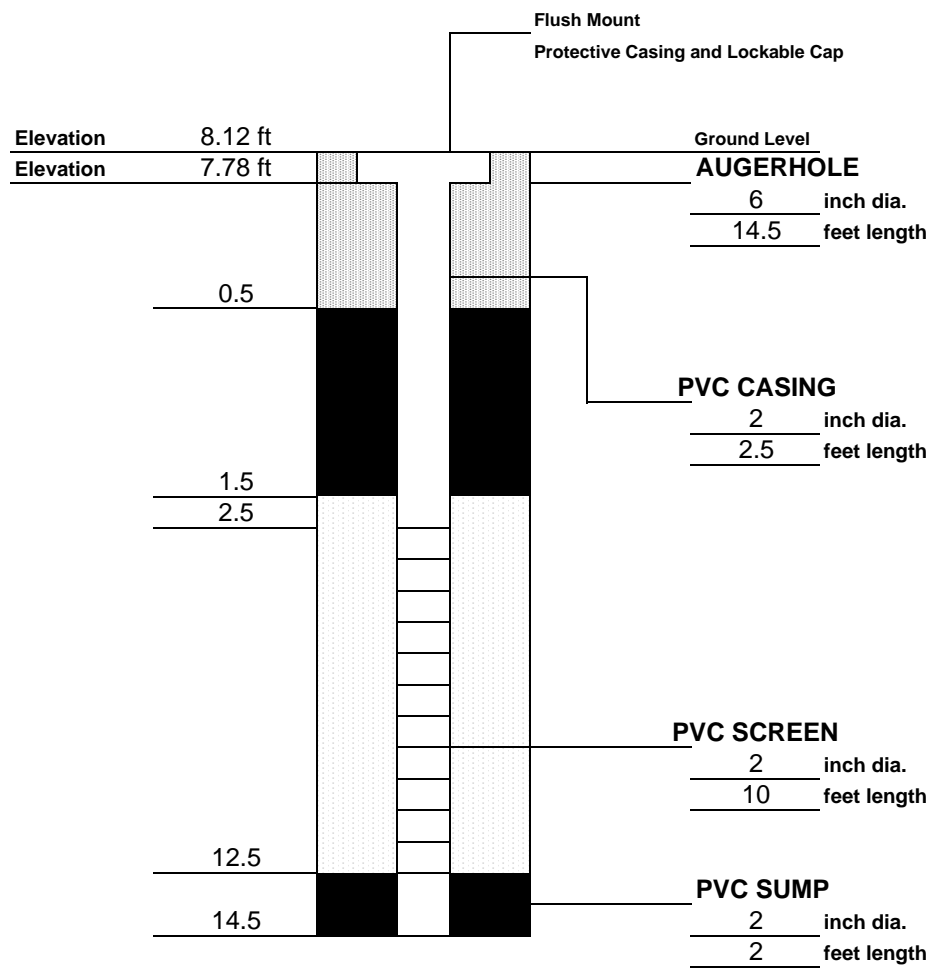 Flush Mount
Protective Casing and Lockable Cap
Elevation 8.12 ft Ground Level
Elevation 7.78 ft AUGERHOLE
6 inch dia.
14.5 feet length
0.5
PVC CASING
2 inch dia.
2.5 feet length
1.5
2.5
PVC SCREEN
2 inch dia.
10 feet length
12.5
PVC SUMP
14.5 2 inch dia.
2 feet length